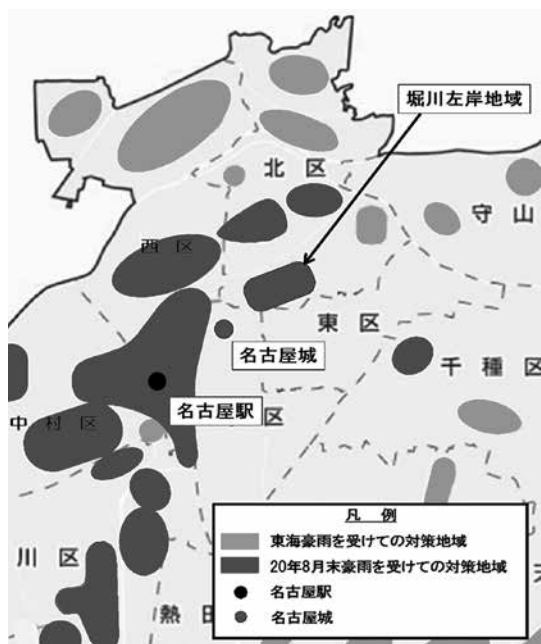 堀川左岸地域
北区
守山
西区
東区
名古屋城
千種区
名古屋駅
中村区
区
凡 例
東海豪雨を受けての対策地域
20年8月末豪雨を受けての対策地域
名古屋駅
名古屋城
川区
熱田